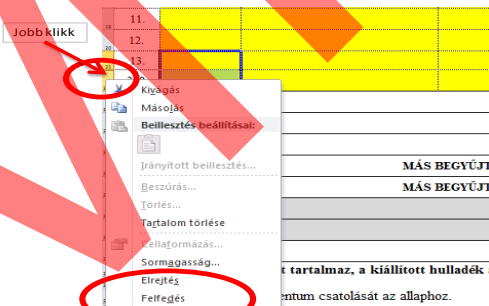 11.
Jobb klikk
12.
13.
Kivágás
Másolás
Beillesztés beállításai:
Irányított beillesztés...
MÁS BEGYŰJT
Beszúrás...
MÁS BEGYŰJT
Törlés...
Tartalom törlése
Cellaformázás...
Sormagasság...
t tartalmaz, a kiállított hulladék
Elrejtés
Felfedés
entum csatolását az allaphoz.